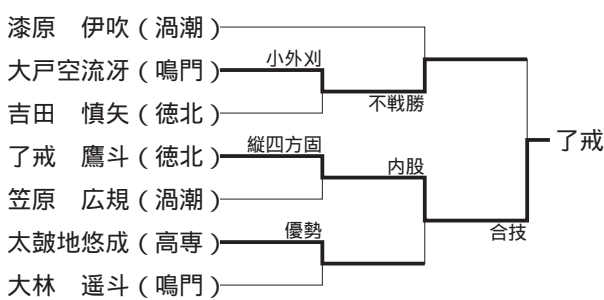 漆原　伊吹（渦潮）
大戸空流冴（鳴門）
小外刈
吉田　慎矢（徳北）
不戦勝
了戒　鷹斗（徳北）
縦四方固
内股
笠原　広規（渦潮）
太鼓地悠成（高専）
優勢
大林　遥斗（鳴門）
合技
了戒